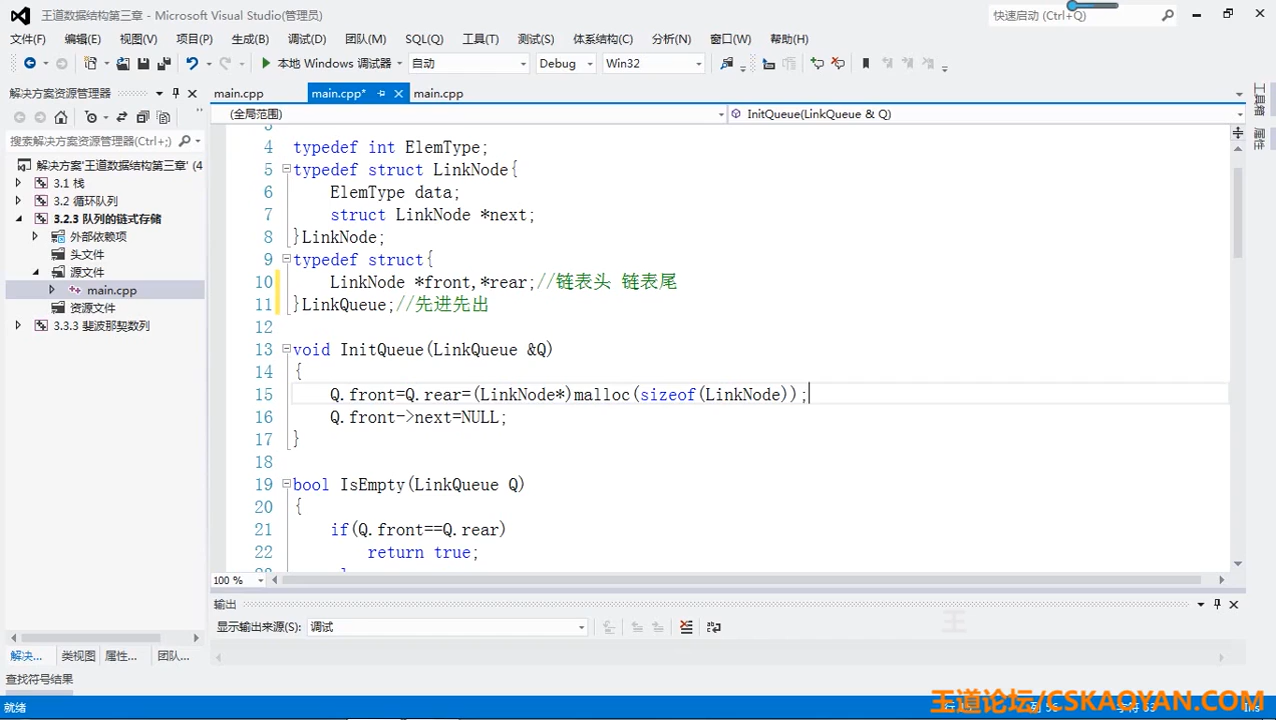 王道数据结构第三章 - Microsoft Visual Studio(管理员)
快速启动 (Ctrl+Q)
文件(F) 编辑(E) 视图(V) 项目(P) 生成(B) 调试(D) 团队(M) SQL(Q) 工具(T) 测试(S) 体系结构(C) 分析(N) 窗口(W) 帮助(H)
本地 Windows 调试器 自动 Debug Win32
解决方案资源管理器
main.cpp main.cpp* main.cpp
(全局范围) InitQueue(LinkQueue & Q)
搜索解决方案资源管理器(Ctrl+;)
解决方案'王道数据结构第三章' (4
3.1 栈
3.2 循环队列
3.2.3 队列的链式存储
外部依赖项
头文件
源文件
main.cpp
资源文件
3.3.3 斐波那契数列
3
4 typedef int ElemType;
5 typedef struct LinkNode{
6 ElemType data;
7 struct LinkNode *next;
8 }LinkNode;
9 typedef struct{
10 LinkNode *front,*rear;//链表头 链表尾
11 }LinkQueue;//先进先出
12
13 void InitQueue(LinkQueue &Q)
14 {
15 Q.front=Q.rear=(LinkNode*)malloc(sizeof(LinkNode));
16 Q.front->next=NULL;
17 }
18
19 bool IsEmpty(LinkQueue Q)
20 {
21 if(Q.front==Q.rear)
22 return true;
100 %
工具箱
属性
输出
显示输出来源(S): 调试
王
解决... 类视图 属性... 团队...
查找符号结果
就绪
王道论坛/CSKAOYAN.COM